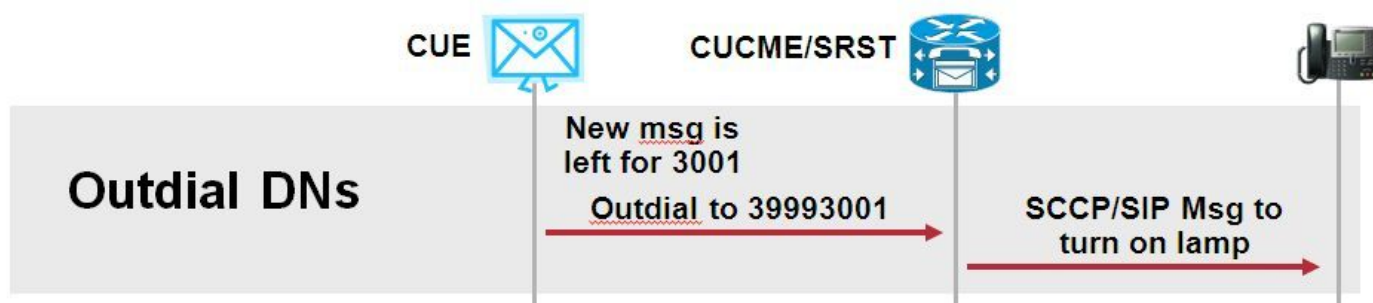 CUE
CUCME/SRST
Outdial DNs
New msg is
left for 3001
Outdial to 39993001
SCCP/SIP Msg to
turn on lamp